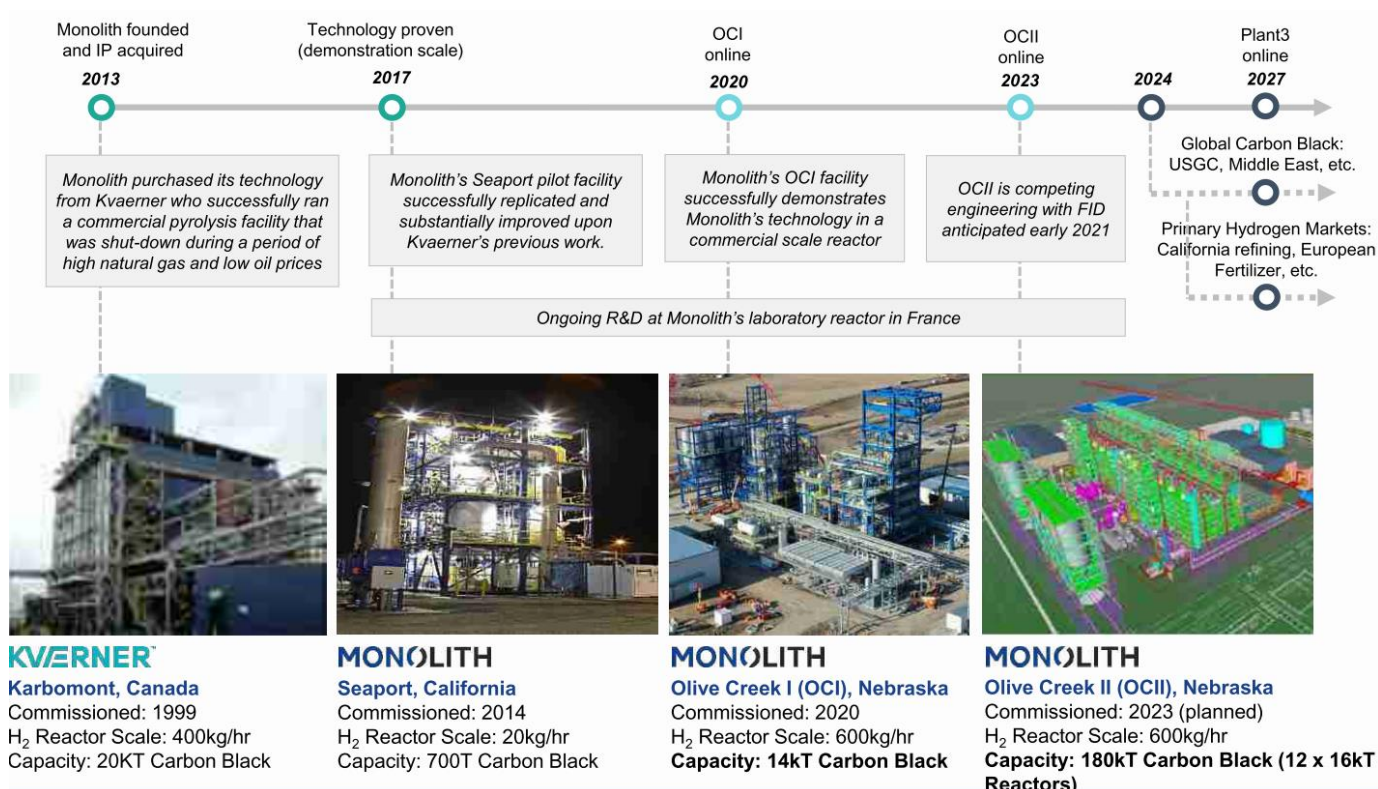 Monolith founded
and IP acquired
2013
Technology proven
(demonstration scale)
2017
OCI
online
2020
OCII
online
2023
2024
Plant3
online
2027
Monolith purchased its technology
from Kvaerner who successfully ran
a commercial pyrolysis facility that
was shut-down during a period of
high natural gas and low oil prices
Monolith's Seaport pilot facility
successfully replicated and
substantially improved upon
Kvaerner's previous work.
Monolith's OCI facility
successfully demonstrates
Monolith's technology in a
commercial scale reactor
OCII is competing
engineering with FID
anticipated early 2021
Global Carbon Black:
USGC, Middle East, etc.
Primary Hydrogen Markets:
California refining, European
Fertilizer, etc.
Ongoing R&D at Monolith's laboratory reactor in France
KVÆRNER™
Karbomont, Canada
Commissioned: 1999
H2 Reactor Scale: 400kg/hr
Capacity: 20KT Carbon Black
MONOLITH
Seaport, California
Commissioned: 2014
H2 Reactor Scale: 20kg/hr
Capacity: 700T Carbon Black
MONOLITH
Olive Creek I (OCI), Nebraska
Commissioned: 2020
H2 Reactor Scale: 600kg/hr
Capacity: 14kT Carbon Black
MONOLITH
Olive Creek II (OCII), Nebraska
Commissioned: 2023 (planned)
H2 Reactor Scale: 600kg/hr
Capacity: 180kT Carbon Black (12 x 16kT
Reactors)